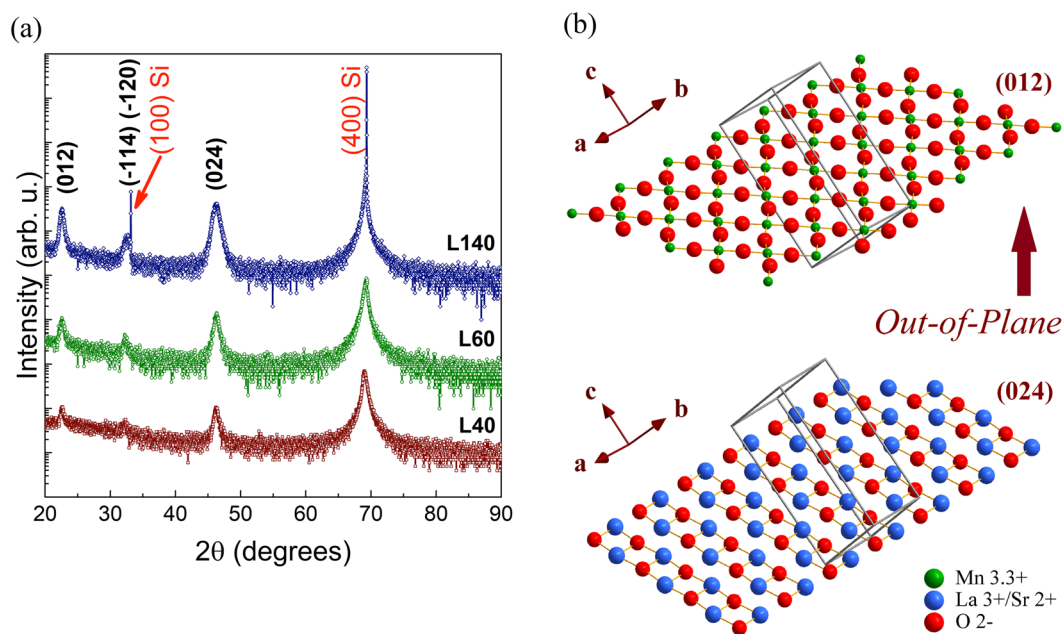 (a)
Intensity (arb. u.)
(012)
(-114) (-120)
(100) Si
(024)
(400) Si
L140
L60
L40
20 30 40 50 60 70 80 90
2θ (degrees)
(b)
c
b
a
(012)
Out-of-Plane
c
b
a
(024)
Mn 3.3+
La 3+/Sr 2+
O 2-